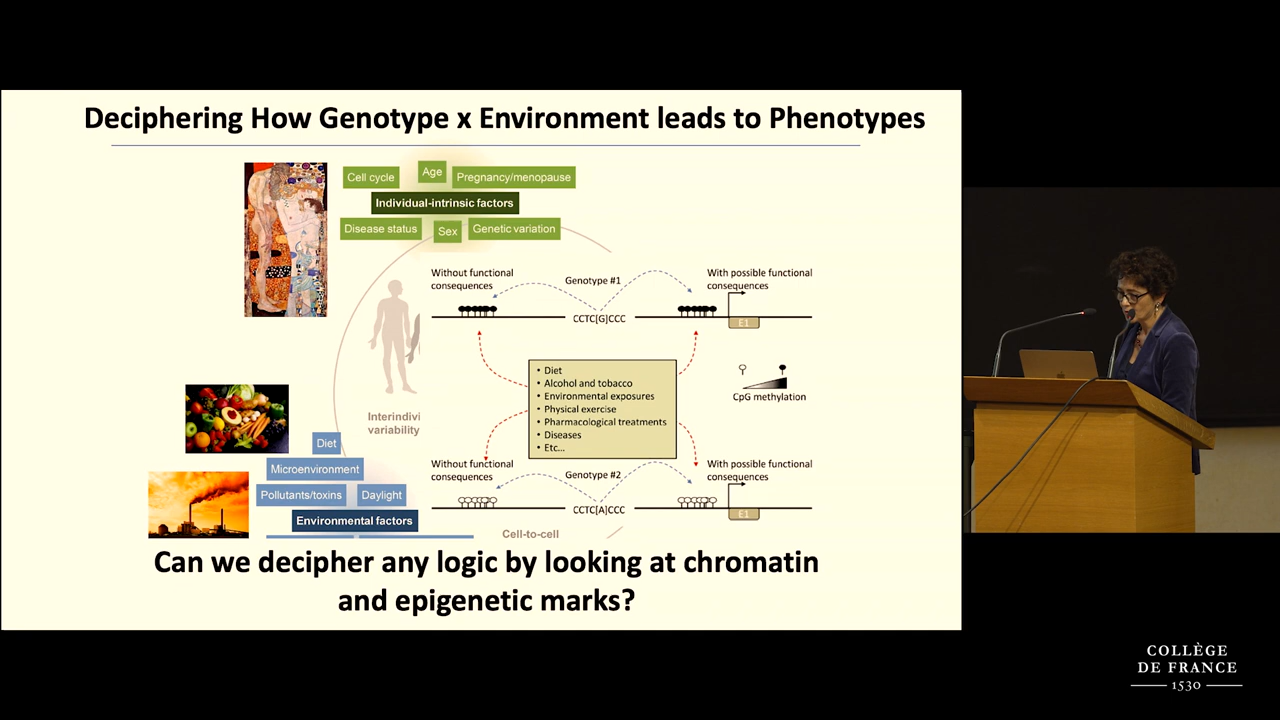 Deciphering How Genotype x Environment leads to Phenotypes
Cell cycle
Age
Pregnancy/menopause
Individual-intrinsic factors
Disease status
Sex
Genetic variation
Without functional
consequences
Genotype #1
With possible functional
consequences
CCTC[G]CCC
E1
• Diet
• Alcohol and tobacco
• Environmental exposures
• Physical exercise
• Pharmacological treatments
• Diseases
• Etc...
CpG methylation
Interindivi
variability
Diet
Microenvironment
Pollutants/toxins
Daylight
Environmental factors
Without functional
consequences
Genotype #2
With possible functional
consequences
CCTC[A]CCC
E1
Cell-to-cell
Can we decipher any logic by looking at chromatin
and epigenetic marks?
COLLÈGE
DE FRANCE
1530